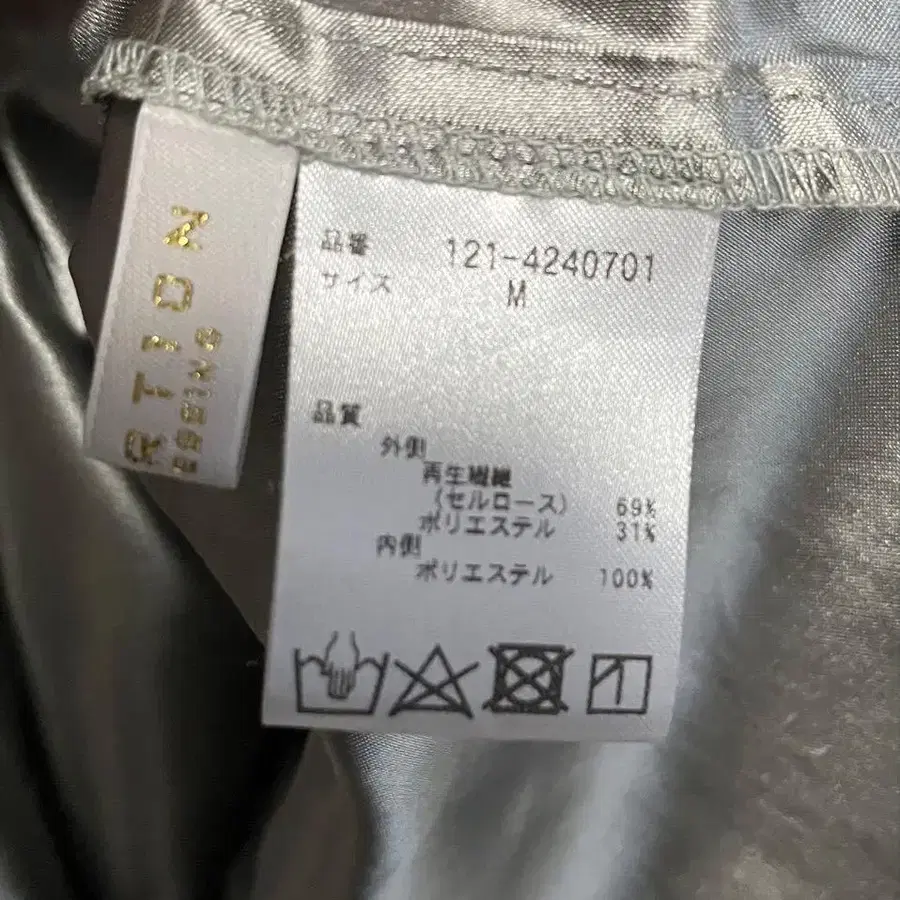 RTION
品番 121-4240701
サイズ M
品質
外側
再生繊維
(セルロース) 69%
ポリエステル 31%
内側
ポリエステル 100%